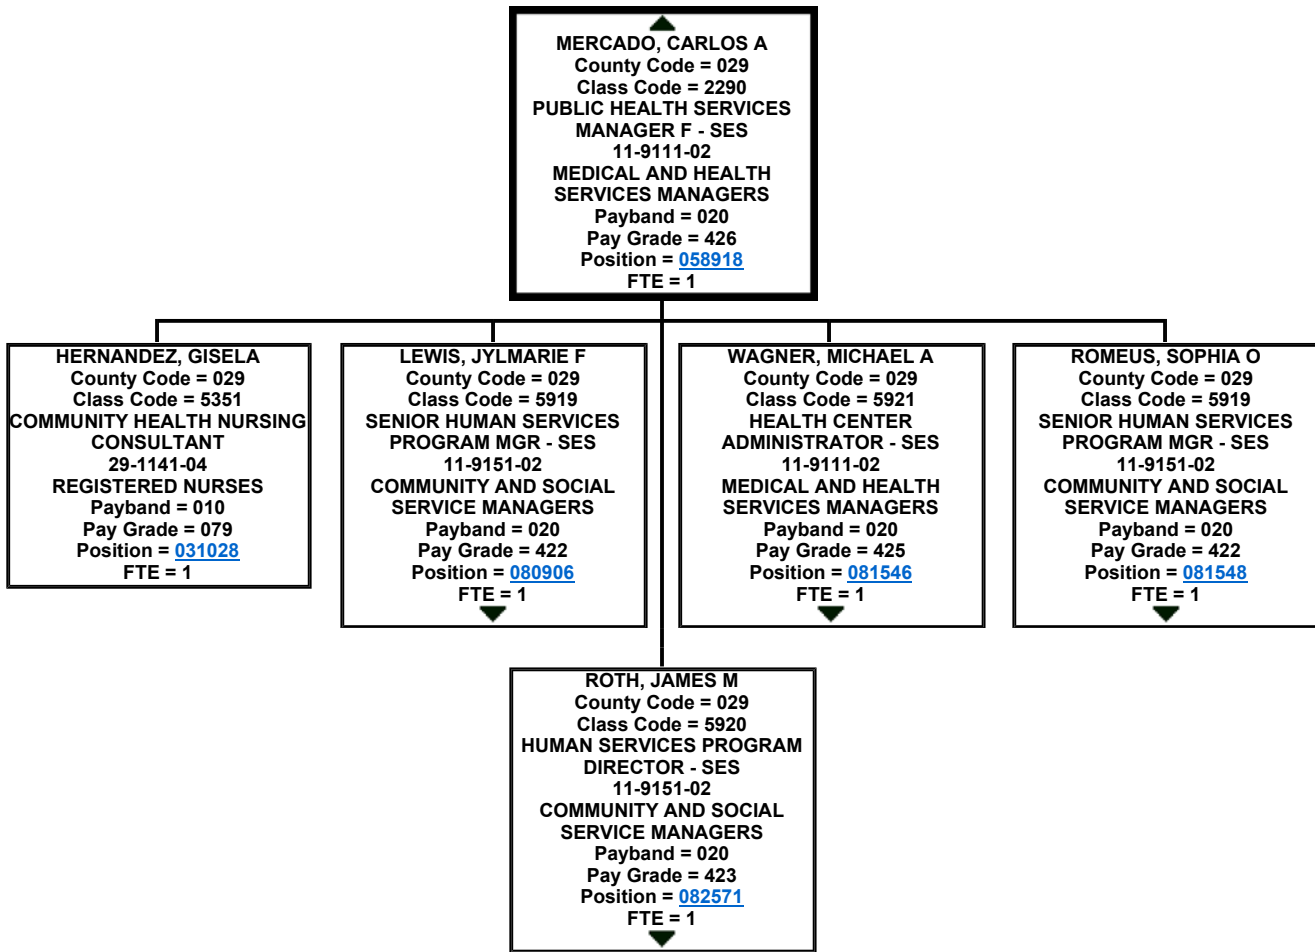 MERCADO, CARLOS A
County Code = 029
Class Code = 2290
PUBLIC HEALTH SERVICES
MANAGER F - SES
11-9111-02
MEDICAL AND HEALTH
SERVICES MANAGERS
Payband = 020
Pay Grade = 426
Position = 058918
FTE = 1
HERNANDEZ, GISELA
County Code = 029
Class Code = 5351
COMMUNITY HEALTH NURSING
CONSULTANT
29-1141-04
REGISTERED NURSES
Payband = 010
Pay Grade = 079
Position = 031028
FTE = 1
LEWIS, JYLMARIE F
County Code = 029
Class Code = 5919
SENIOR HUMAN SERVICES
PROGRAM MGR - SES
11-9151-02
COMMUNITY AND SOCIAL
SERVICE MANAGERS
Payband = 020
Pay Grade = 422
Position = 080906
FTE = 1
WAGNER, MICHAEL A
County Code = 029
Class Code = 5921
HEALTH CENTER
ADMINISTRATOR - SES
11-9111-02
MEDICAL AND HEALTH
SERVICES MANAGERS
Payband = 020
Pay Grade = 425
Position = 081546
FTE = 1
ROMEUS, SOPHIA O
County Code = 029
Class Code = 5919
SENIOR HUMAN SERVICES
PROGRAM MGR - SES
11-9151-02
COMMUNITY AND SOCIAL
SERVICE MANAGERS
Payband = 020
Pay Grade = 422
Position = 081548
FTE = 1
ROTH, JAMES M
County Code = 029
Class Code = 5920
HUMAN SERVICES PROGRAM
DIRECTOR - SES
11-9151-02
COMMUNITY AND SOCIAL
SERVICE MANAGERS
Payband = 020
Pay Grade = 423
Position = 082571
FTE = 1